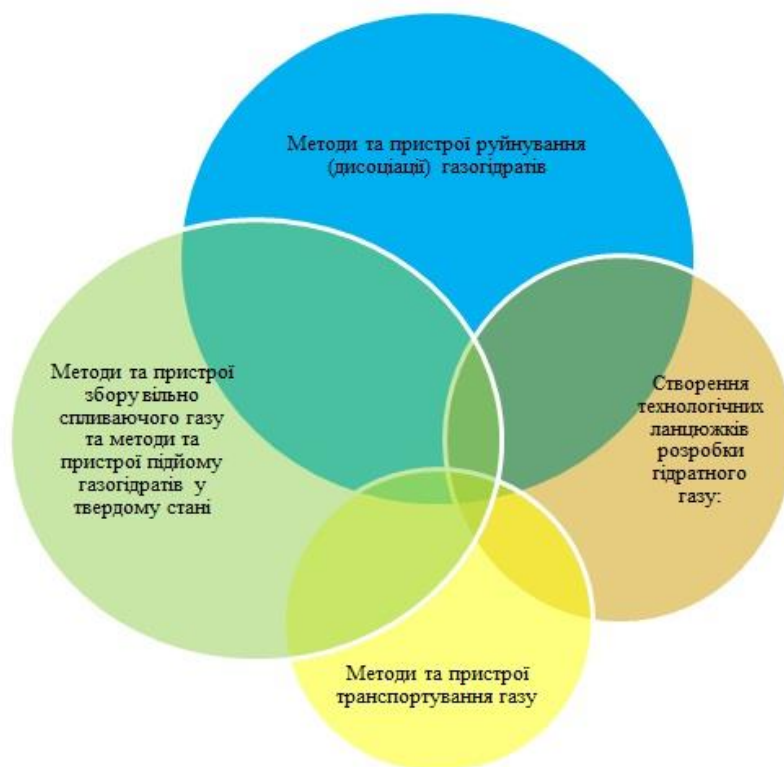 Методи та пристрої руйнування
(дисоціації) газогідратів
Методи та пристрої
збору вільно
спливаючого газу
та методи та
пристрої підйому
газогідратів у
твердому стані
Створення
технологічних
ланцюжків
розробки
гідратного
газу:
Методи та пристрої
транспортування газу